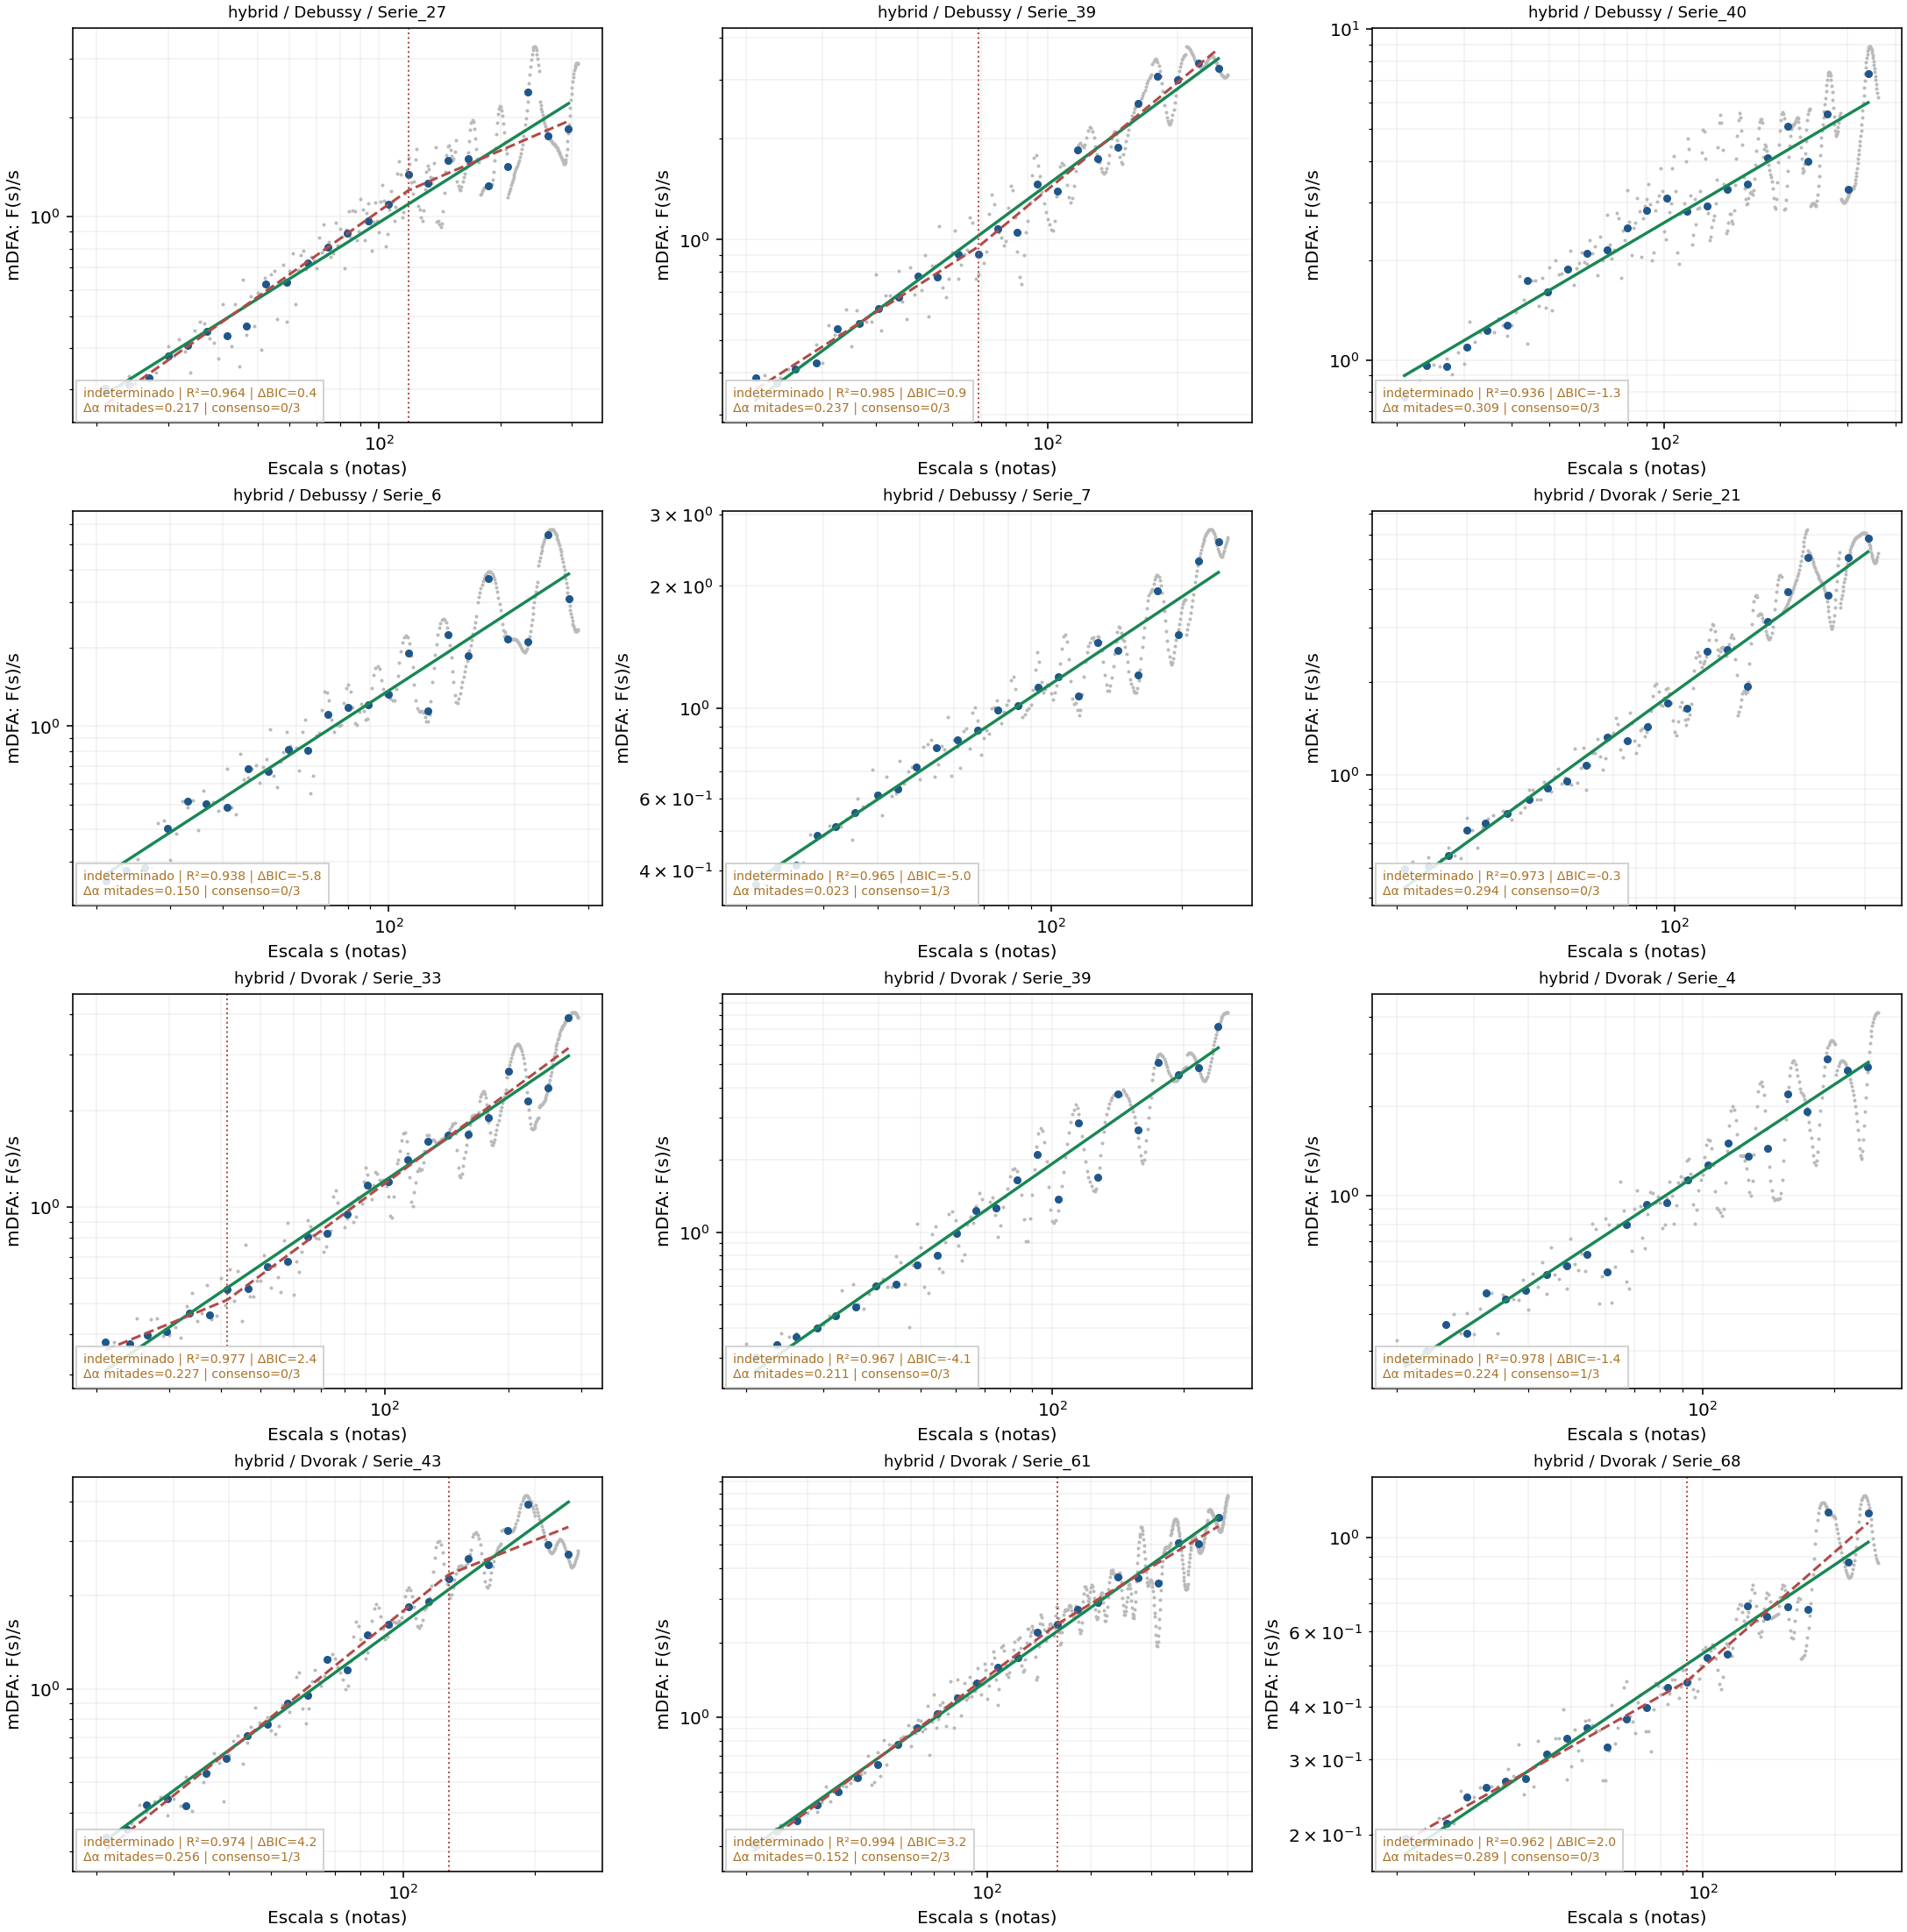 hybrid / Debussy / Serie_27
hybrid / Debussy / Serie_39
hybrid / Debussy / Serie_40
mDFA: F(s)/s
10⁰
indeterminado | R²=0.964 | ΔBIC=0.4
Δα mitades=0.217 | consenso=0/3
10²
Escala s (notas)
mDFA: F(s)/s
10⁰
indeterminado | R²=0.985 | ΔBIC=0.9
Δα mitades=0.237 | consenso=0/3
10²
Escala s (notas)
mDFA: F(s)/s
10¹
10⁰
indeterminado | R²=0.936 | ΔBIC=-1.3
Δα mitades=0.309 | consenso=0/3
10²
Escala s (notas)
hybrid / Debussy / Serie_6
hybrid / Debussy / Serie_7
hybrid / Dvorak / Serie_21
mDFA: F(s)/s
10⁰
indeterminado | R²=0.938 | ΔBIC=-5.8
Δα mitades=0.150 | consenso=0/3
10²
Escala s (notas)
mDFA: F(s)/s
3 × 10⁰
2 × 10⁰
10⁰
6 × 10⁻¹
4 × 10⁻¹
indeterminado | R²=0.965 | ΔBIC=-5.0
Δα mitades=0.023 | consenso=1/3
10²
Escala s (notas)
mDFA: F(s)/s
10⁰
indeterminado | R²=0.973 | ΔBIC=-0.3
Δα mitades=0.294 | consenso=0/3
10²
Escala s (notas)
hybrid / Dvorak / Serie_33
hybrid / Dvorak / Serie_39
hybrid / Dvorak / Serie_4
mDFA: F(s)/s
10⁰
indeterminado | R²=0.977 | ΔBIC=2.4
Δα mitades=0.227 | consenso=0/3
10²
Escala s (notas)
mDFA: F(s)/s
10⁰
indeterminado | R²=0.967 | ΔBIC=-4.1
Δα mitades=0.211 | consenso=0/3
10²
Escala s (notas)
mDFA: F(s)/s
10⁰
indeterminado | R²=0.978 | ΔBIC=-1.4
Δα mitades=0.224 | consenso=1/3
10²
Escala s (notas)
hybrid / Dvorak / Serie_43
hybrid / Dvorak / Serie_61
hybrid / Dvorak / Serie_68
mDFA: F(s)/s
10⁰
indeterminado | R²=0.974 | ΔBIC=4.2
Δα mitades=0.256 | consenso=1/3
10²
Escala s (notas)
mDFA: F(s)/s
10⁰
indeterminado | R²=0.994 | ΔBIC=3.2
Δα mitades=0.152 | consenso=2/3
10²
Escala s (notas)
mDFA: F(s)/s
10⁰
6 × 10⁻¹
4 × 10⁻¹
3 × 10⁻¹
2 × 10⁻¹
indeterminado | R²=0.962 | ΔBIC=2.0
Δα mitades=0.289 | consenso=0/3
10²
Escala s (notas)